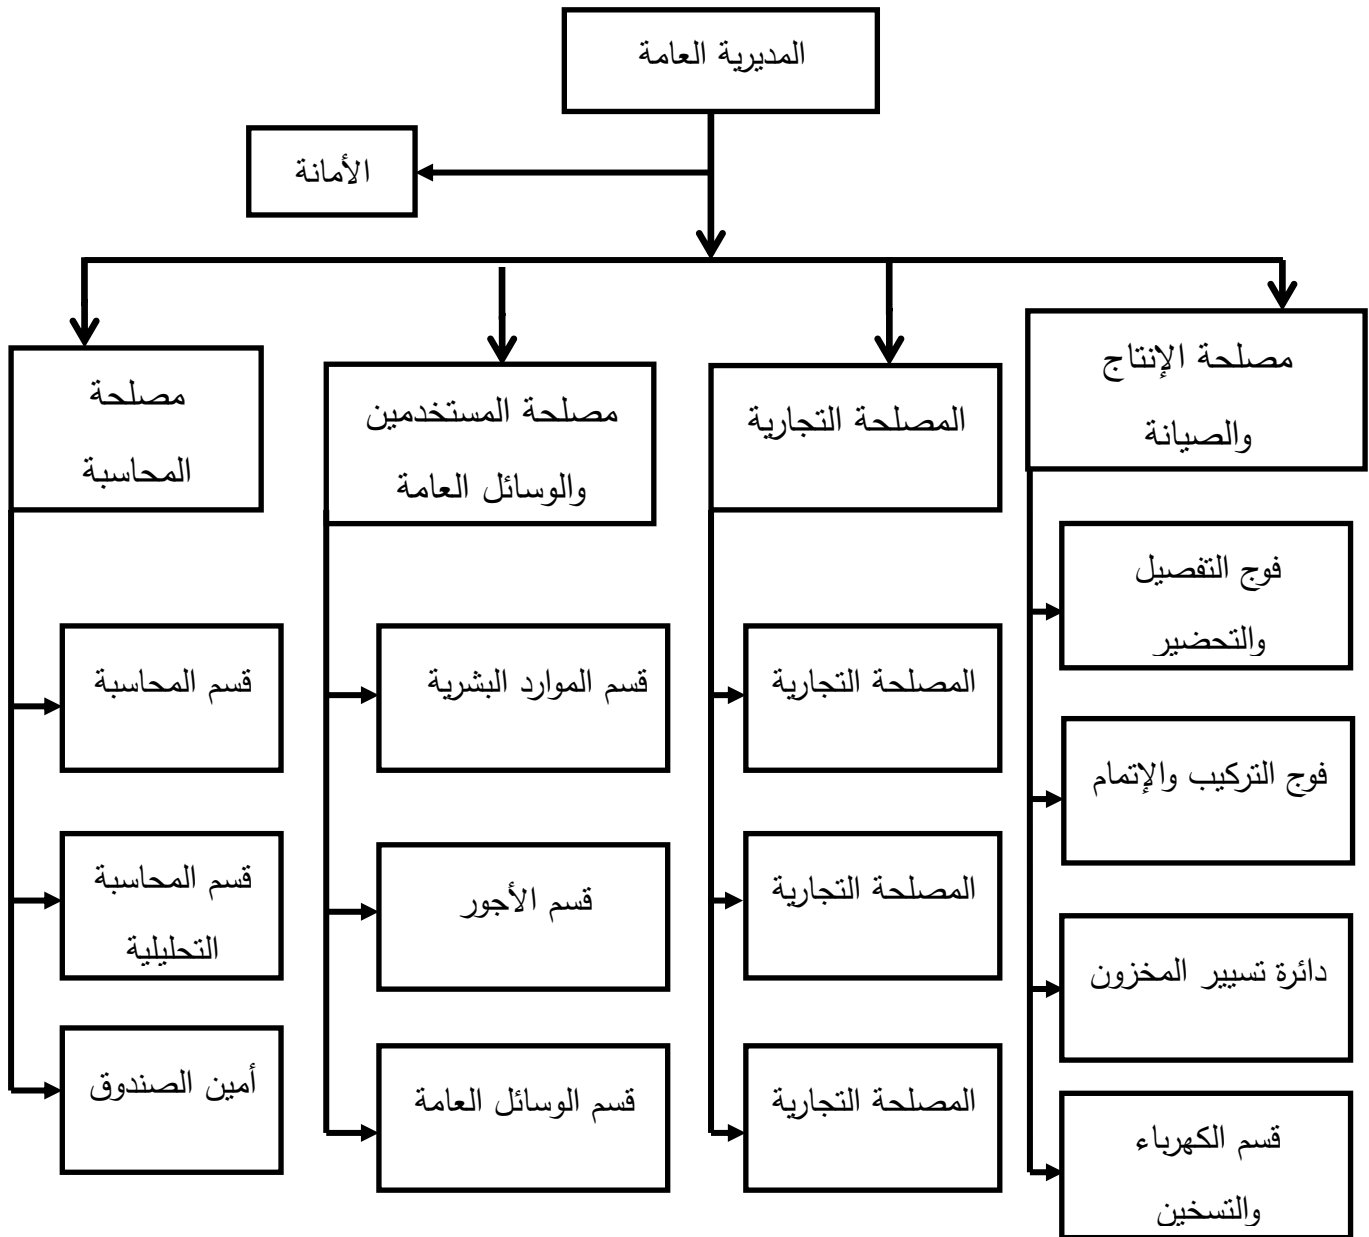 المديرية العامة
الأمانة
مصلحة الإنتاج
والصيانة
المصلحة التجارية
مصلحة المستخدمين
والوسائل العامة
مصلحة
المحاسبة
فوج التفصيل
والتحضير
فوج التركيب والإتمام
دائرة تسيير المخزون
قسم الكهرباء
والتسخين
المصلحة التجارية
المصلحة التجارية
المصلحة التجارية
قسم الموارد البشرية
قسم الأجور
قسم الوسائل العامة
قسم المحاسبة
قسم المحاسبة
التحليلية
أمين الصندوق